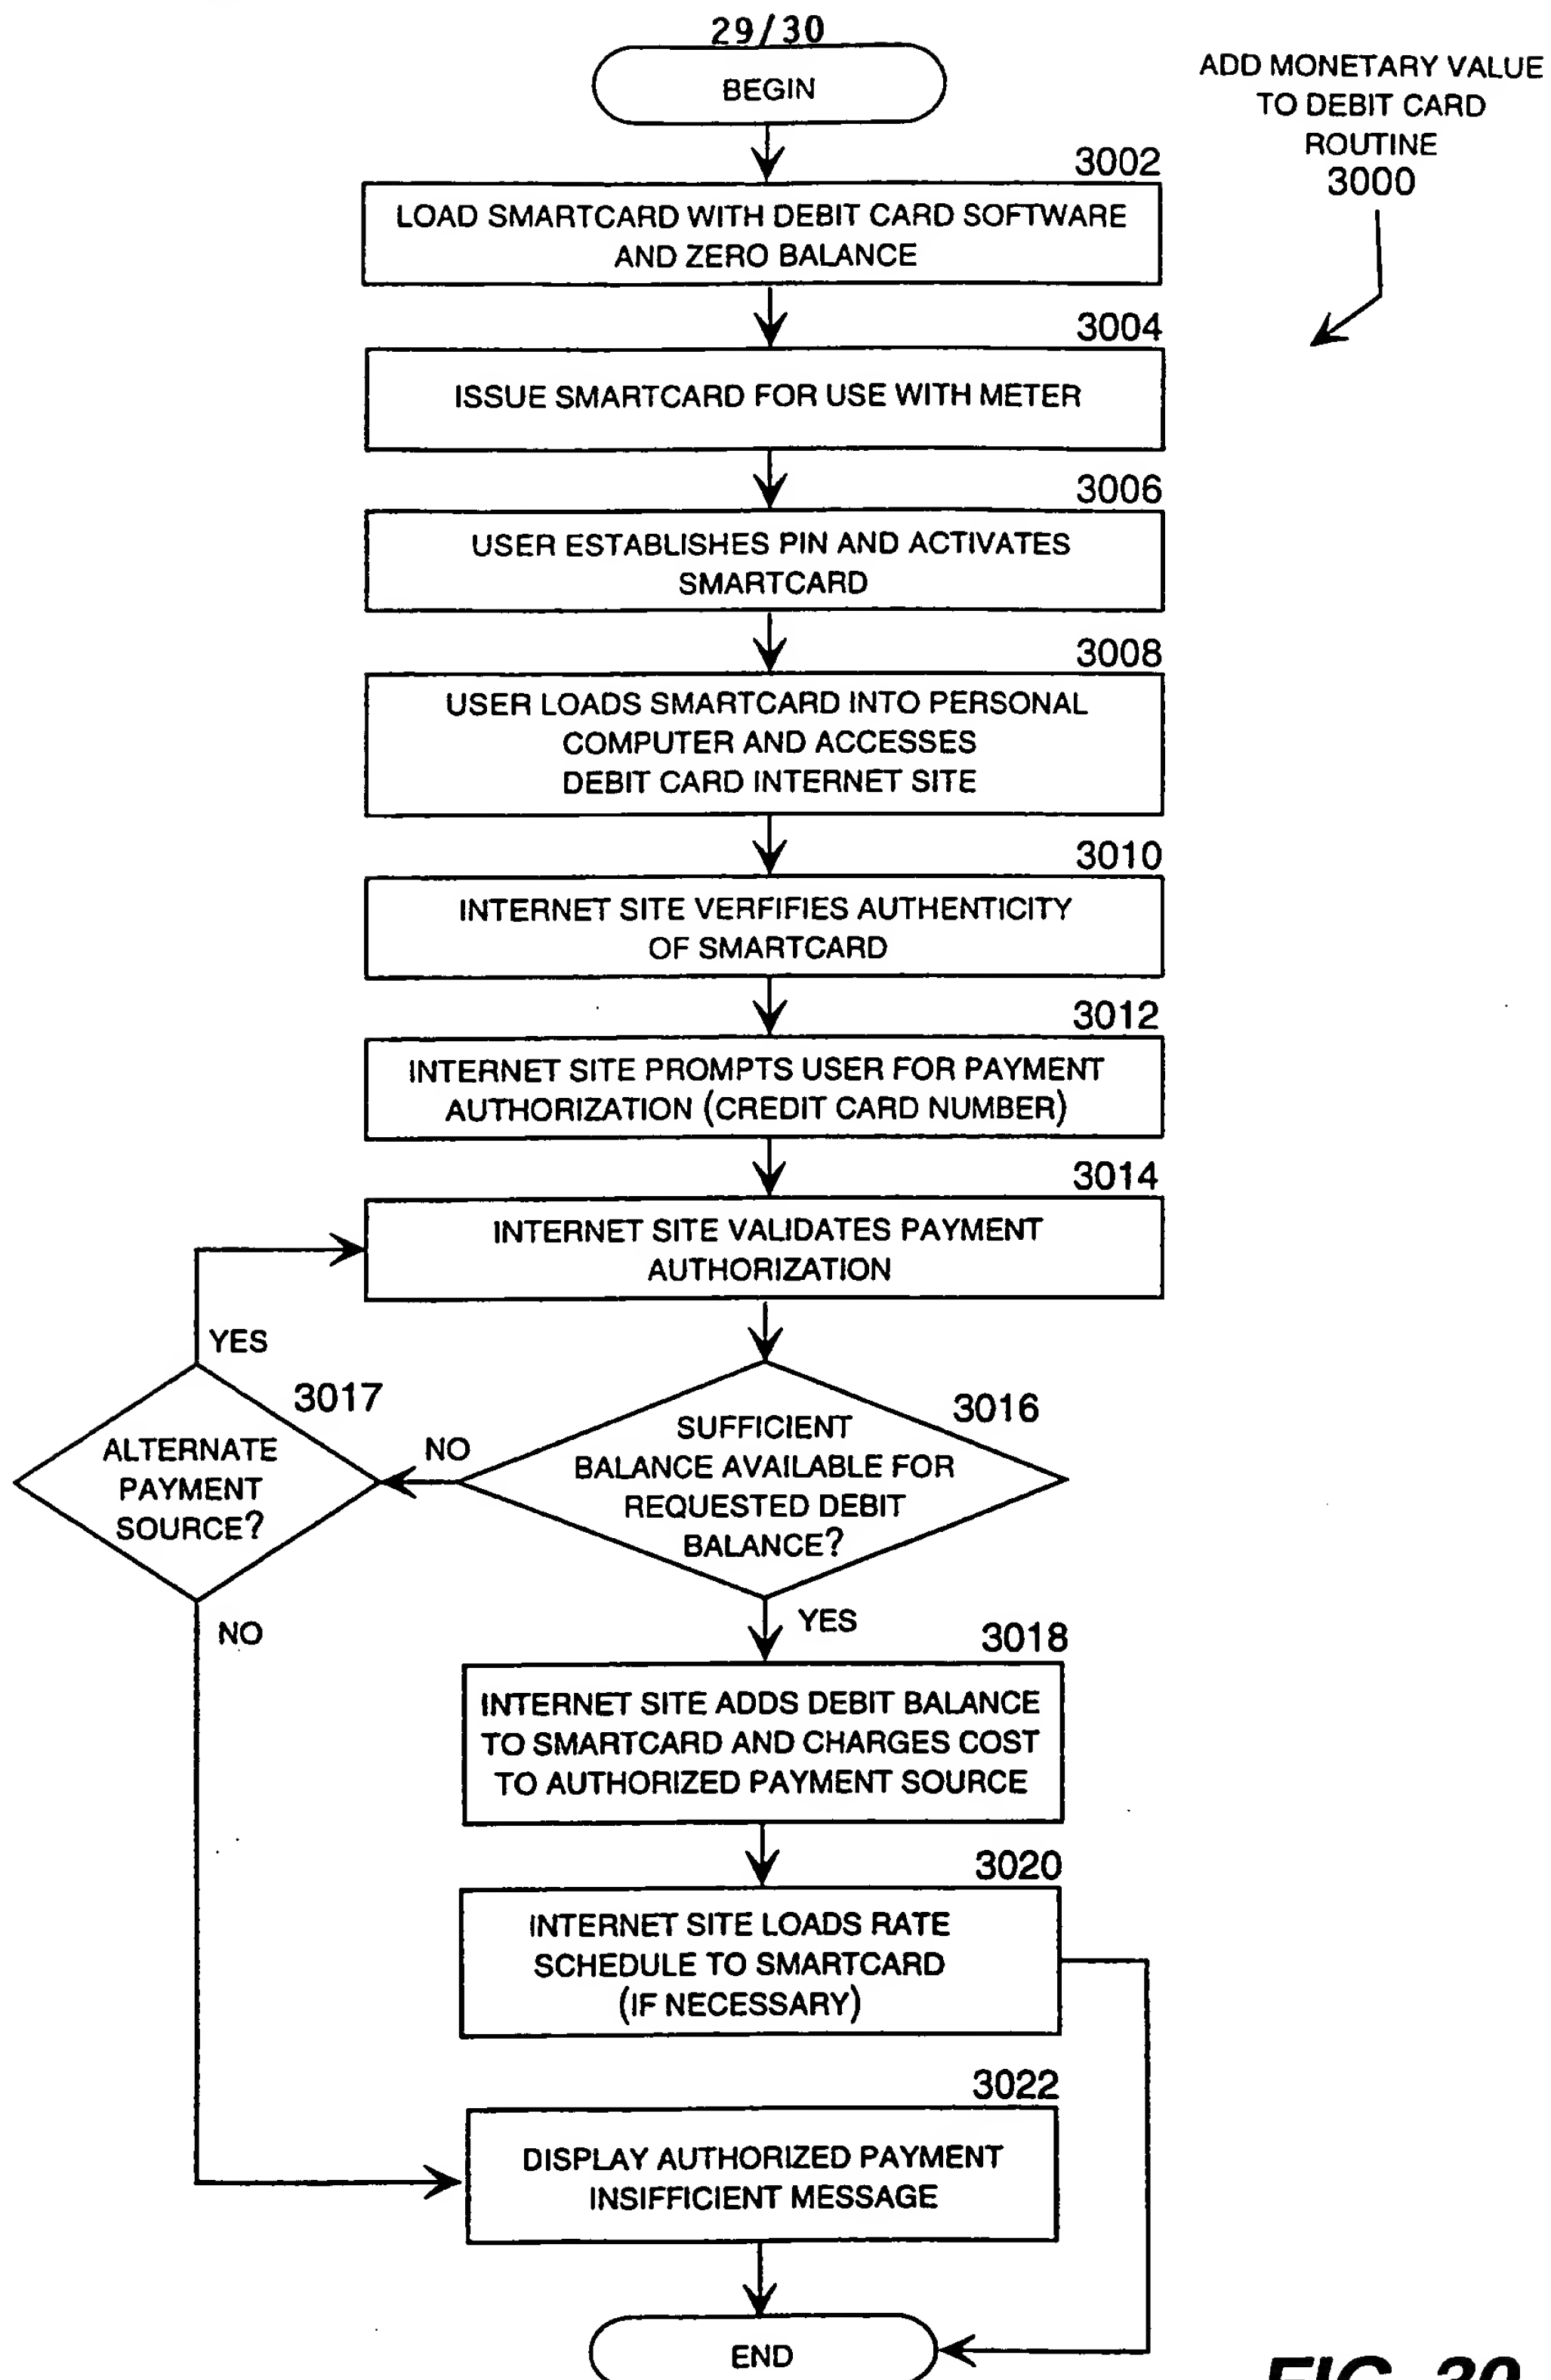 29/30
BEGIN
ADD MONETARY VALUE
TO DEBIT CARD
ROUTINE
3000
3002
LOAD SMARTCARD WITH DEBIT CARD SOFTWARE
AND ZERO BALANCE
3004
ISSUE SMARTCARD FOR USE WITH METER
3006
USER ESTABLISHES PIN AND ACTIVATES
SMARTCARD
3008
USER LOADS SMARTCARD INTO PERSONAL
COMPUTER AND ACCESSES
DEBIT CARD INTERNET SITE
3010
INTERNET SITE VERFIFIES AUTHENTICITY
OF SMARTCARD
3012
INTERNET SITE PROMPTS USER FOR PAYMENT
AUTHORIZATION (CREDIT CARD NUMBER)
3014
INTERNET SITE VALIDATES PAYMENT
AUTHORIZATION
YES
3017
ALTERNATE
PAYMENT
SOURCE?
NO
3016
SUFFICIENT
BALANCE AVAILABLE FOR
REQUESTED DEBIT
BALANCE?
NO
YES
3018
INTERNET SITE ADDS DEBIT BALANCE
TO SMARTCARD AND CHARGES COST
TO AUTHORIZED PAYMENT SOURCE
3020
INTERNET SITE LOADS RATE
SCHEDULE TO SMARTCARD
(IF NECESSARY)
3022
DISPLAY AUTHORIZED PAYMENT
INSIFFICIENT MESSAGE
END
FIG. 30